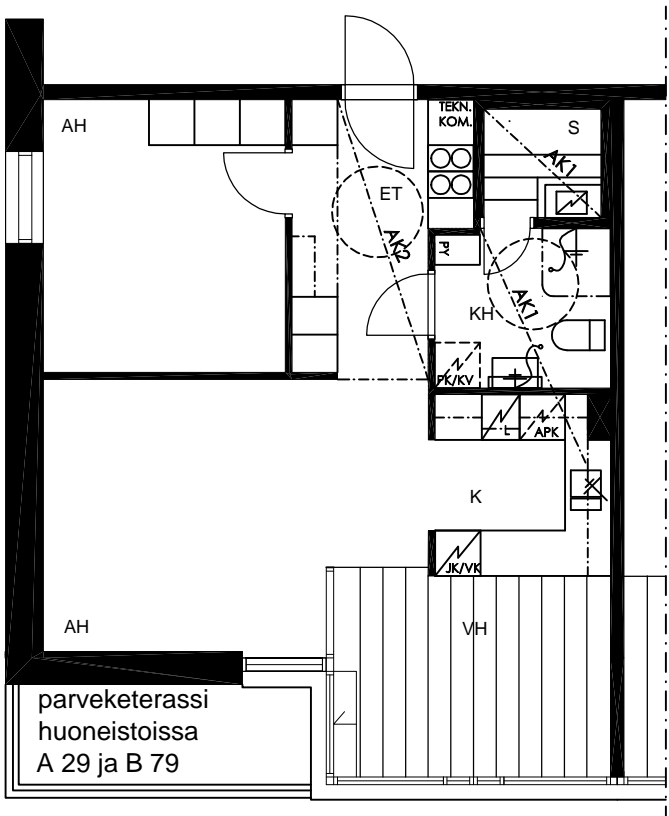 TEKN.
KOM.
AH
S
AK1
ET
AK2
PY
KH
AK1
PK/KV
L
APK
K
JK/VK
AH
VH
parveketerassi
huoneistoissa
A 29 ja B 79